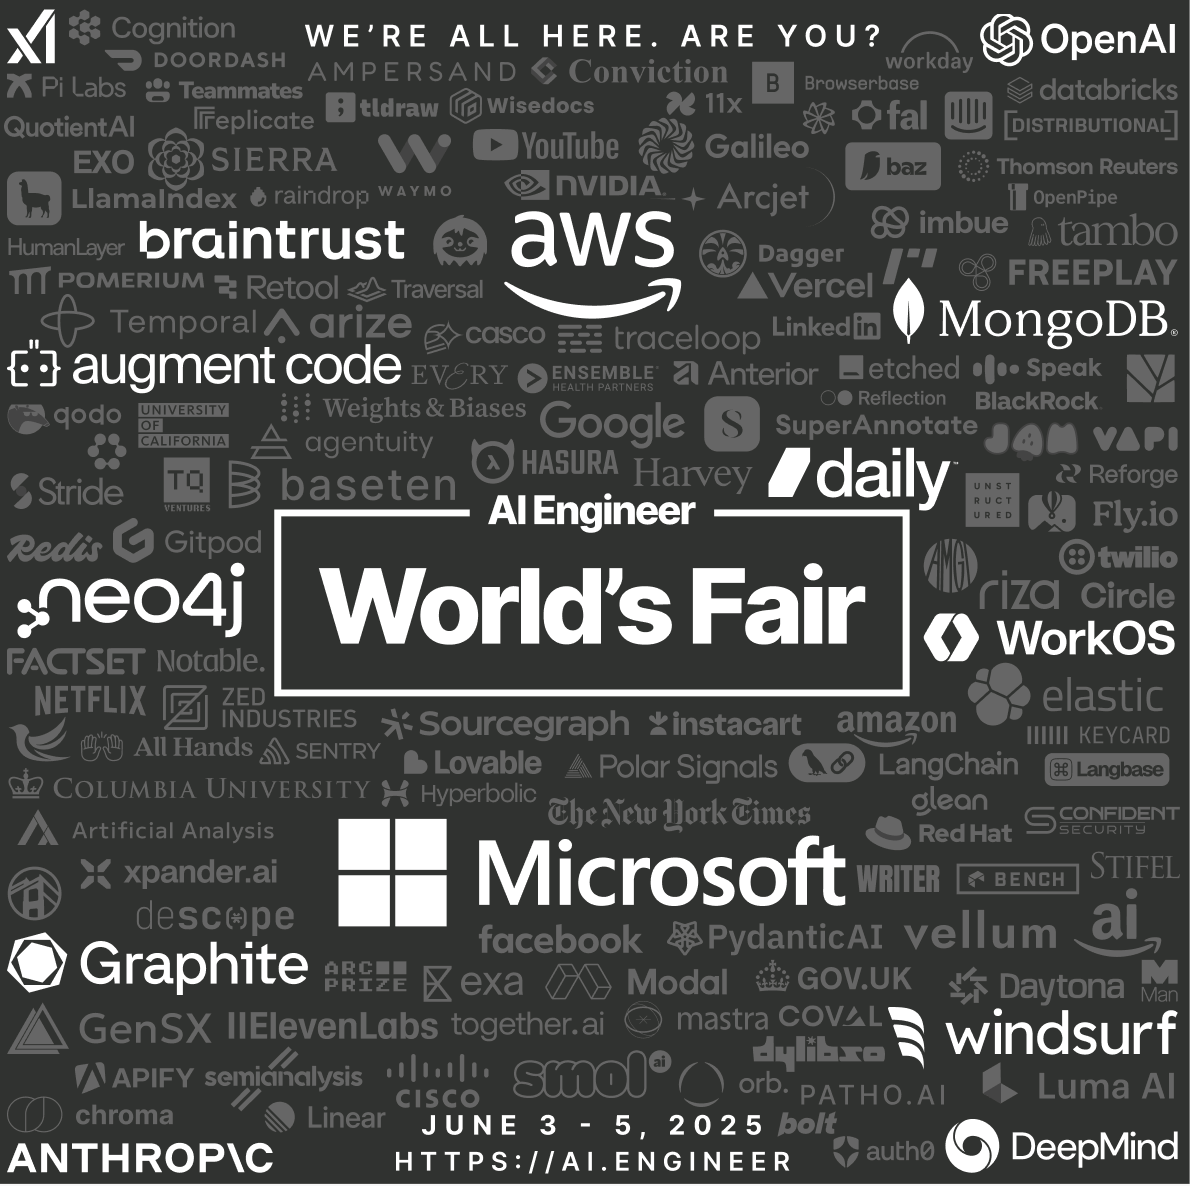 xAI
Cognition
WE'RE ALL HERE. ARE YOU?
workday
OpenAI
DOORDASH
AMPERSAND
Conviction
Pi Labs
Teammates
B
Browserbase
databricks
tldraw
Wisedocs
11x
fal
QuotientAI
Replicate
[DISTRIBUTIONAL]
EXO
SIERRA
WAYMO
YouTube
Galileo
baz
Thomson Reuters
LlamaIndex
raindrop
NVIDIA.
Arcjet
OpenPipe
HumanLayer
braintrust
aws
imbue
tambo
Dagger
POMERIUM
Retool
Traversal
Vercel
FREEPLAY
Temporal
arize
casco
traceloop
LinkedIn
MongoDB®
augment code
EVERY
ENSEMBLE
HEALTH PARTNERS
Anterior
etched
Speak
Reflection
BlackRock
qodo
UNIVERSITY
OF
CALIFORNIA
Weights & Biases
Google
S
SuperAnnotate
JAM
VAPI
agentuity
HASURA
Harvey
daily™
Reforge
Stride
TQ
VENTURES
baseten
UNST
RUCT
URED
Fly.io
AI Engineer
Redis
Gitpod
World's Fair
AMGI
twilio
neo4j
riza
Circle
WorkOS
FACTSET
Notable.
NETFLIX
ZED
INDUSTRIES
Sourcegraph
instacart
amazon
elastic
KEYCARD
All Hands
SENTRY
Lovable
Polar Signals
LangChain
Langbase
COLUMBIA UNIVERSITY
Hyperbolic
The New York Times
glean
Artificial Analysis
Red Hat
CONFIDENT
SECURITY
xpander.ai
Microsoft
WRITER
BENCH
STIFEL
descope
facebook
PydanticAI
vellum
ai
Graphite
ARC
PRIZE
exa
Modal
GOV.UK
Daytona
Man
GenSX
IIElevenLabs
together.ai
mastra
COVAL
windsurf
dylibso
APIFY
semianalysis
CISCO
smol ai
orb.
PATHO.AI
Luma AI
chroma
Linear
JUNE 3 - 5, 2025
bolt
ANTHROP\C
HTTPS://AI.ENGINEER
auth0
DeepMind